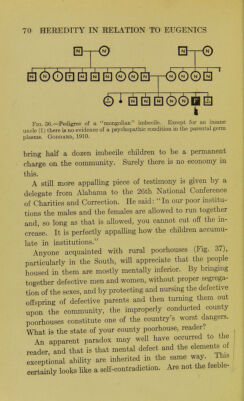 70 HEREDITY IN RELATION TO EUGENICS
N N N N
N N N I T N N N N N N N N N
N N N N N F
FIG. 36.—Pedigree of a "mongolian" imbecile. Except for an insane
uncle (I) there is no evidence of a psychopathic condition in the parental germ
plasms. GODDARD, 1910.
bring half a dozen imbecile children to be a permanent
charge on the community. Surely there is no economy in
this.
A still more appalling piece of testimony is given by a
delegate from Alabama to the 26th National Conference
of Charities and Correction. He said: "In our poor institu-
tions the males and the females are allowed to run together
and, so long as that is allowed, you cannot cut off the in-
crease. It is perfectly appalling how the children accumu-
late in institutions."
Anyone acquainted with rural poorhouses (Fig. 37),
particularly in the South, will appreciate that the people
housed in them are mostly mentally inferior. By bringing
together defective men and women, without proper segrega-
tion of the sexes, and by protecting and nursing the defective
offspring of defective parents and then turning them out
upon the community, the improperly conducted county
poorhouses constitute one of the country's worst dangers.
What is the state of your county poorhouse, reader?
An apparent paradox may well have occurred to the
reader, and that is that mental defect and the elements of
exceptional ability are inherited in the same way. This
certainly looks like a self-contradiction. Are not the feeble-